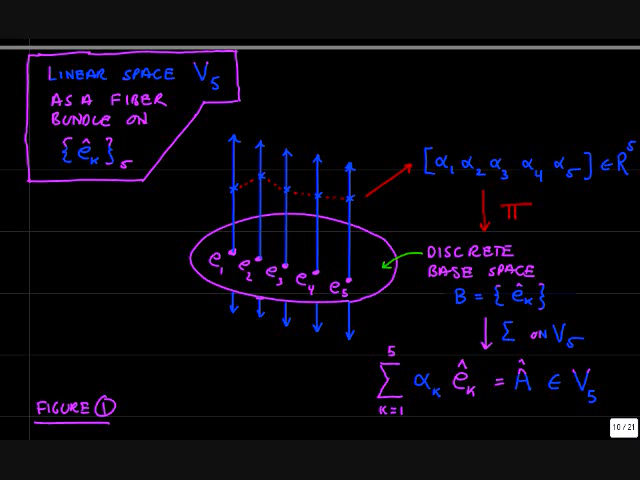 LINEAR SPACE V₅
AS A FIBER
BUNDLE ON
{ê_K}₅
[α₁ α₂ α₃ α₄ α₅] ∈ R⁵
π
e₁ e₂ e₃ e₄ e₅
DISCRETE
BASE SPACE
B = {ê_K}
Σ ON V₅
5
Σ α_K ê_K = Â ∈ V₅
K=1
FIGURE ①
10 / 21